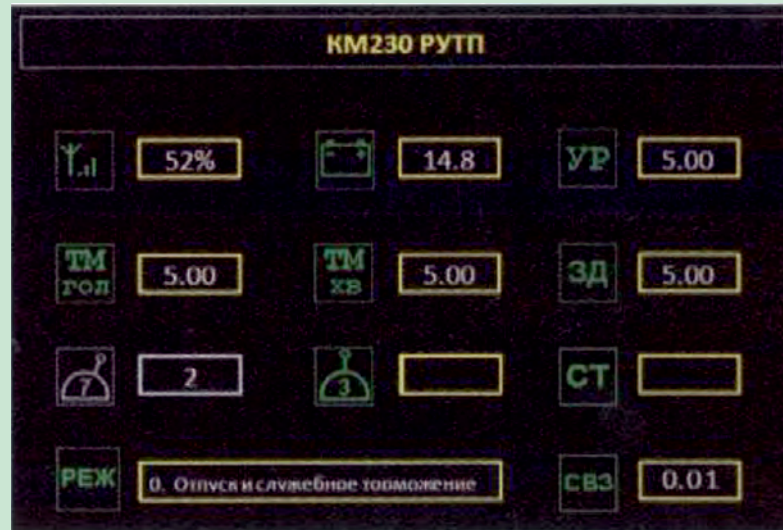 КМ230 РУТП
52% 14.8 УР 5.00
ТМ гол 5.00 ТМ хв 5.00 ЗД 5.00
7 2 3 СТ
РЕЖ 0. Отпуск и служебное торможение СВЗ 0.01